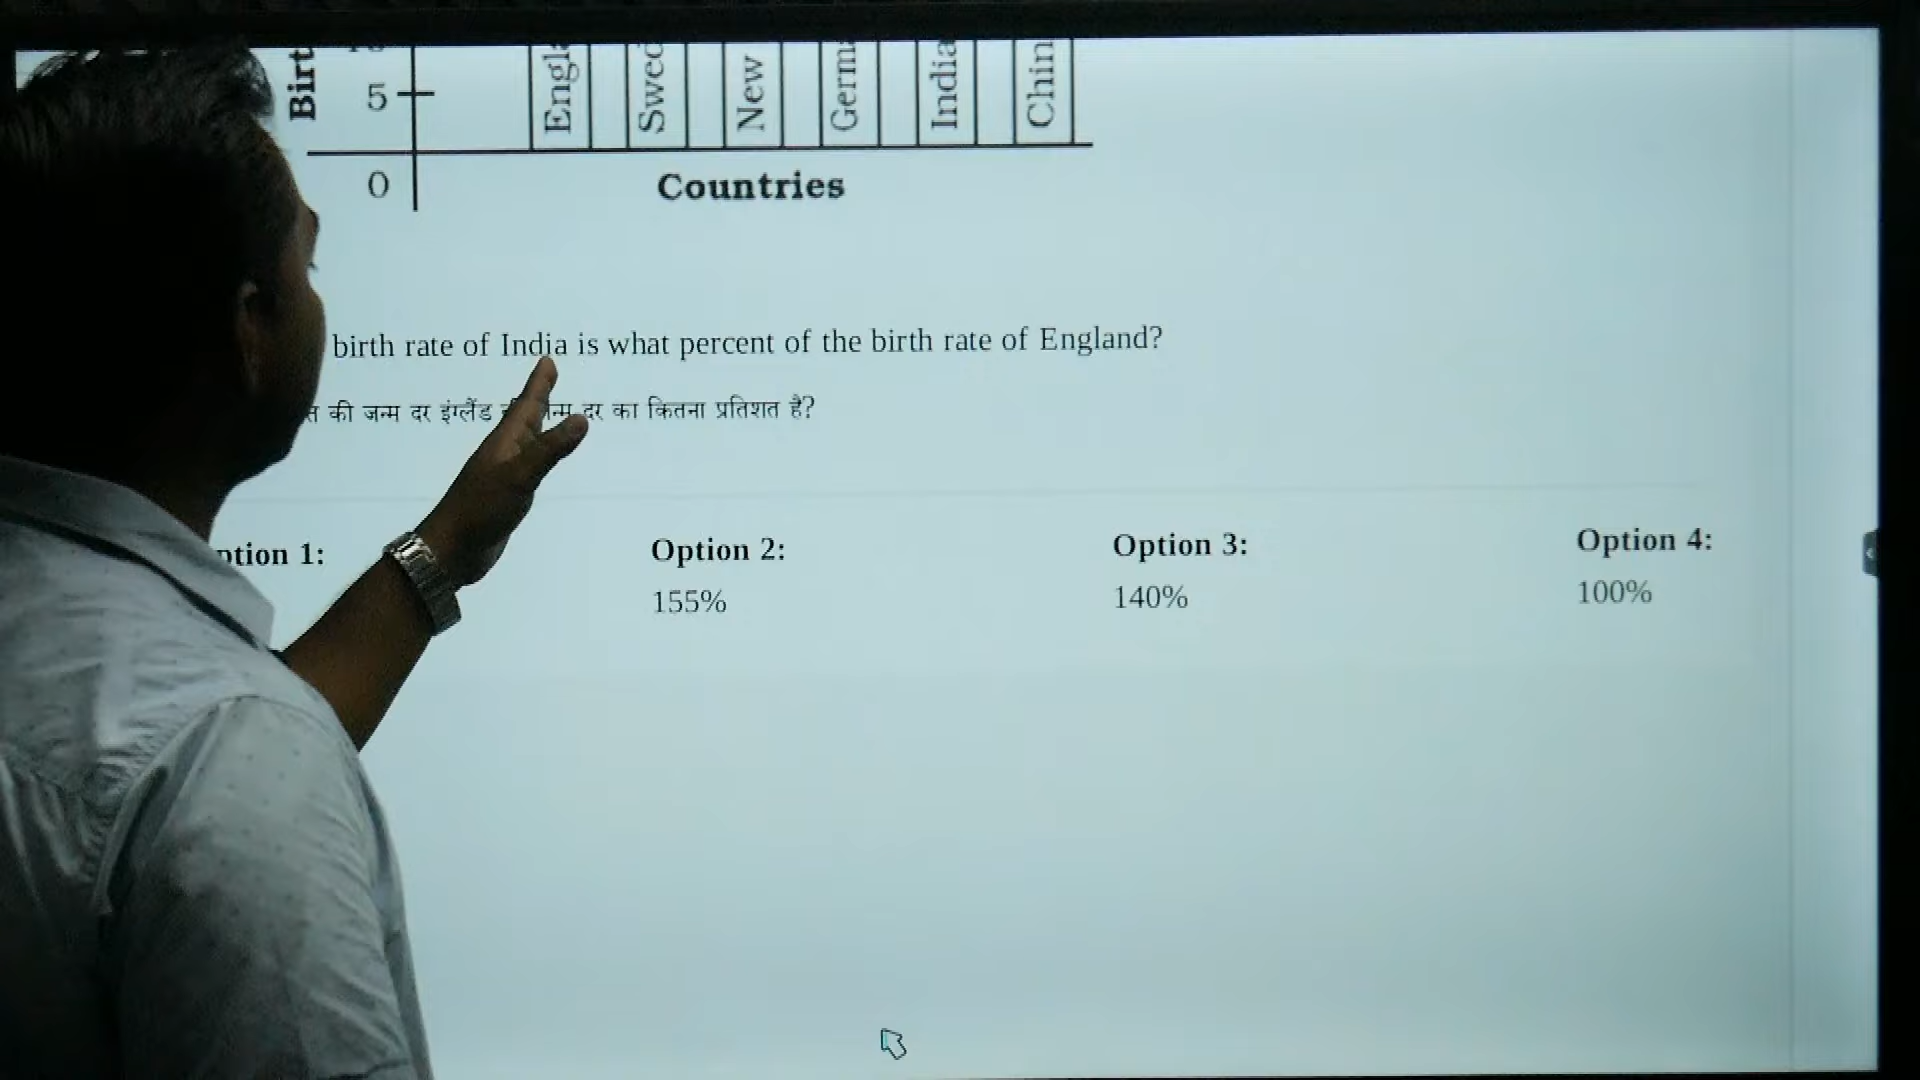 Birt
5
0
Engla
Swed
New
Germ
India
Chin
Countries
birth rate of India is what percent of the birth rate of England?
की जन्म दर इंग्लैंड दर का कितना प्रतिशत है?
ption 1:
Option 2:
Option 3:
Option 4:
155%
140%
100%